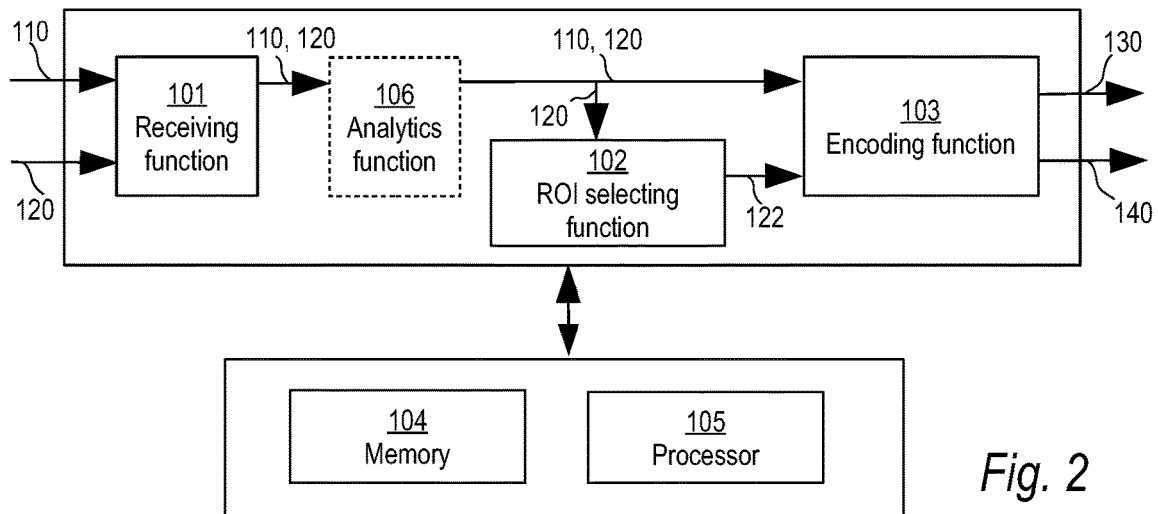 110
110, 120
110, 120
130
101
Receiving
function
106
Analytics
function
120
103
Encoding function
102
ROI selecting
function
120
122
140
104
Memory
105
Processor
Fig. 2